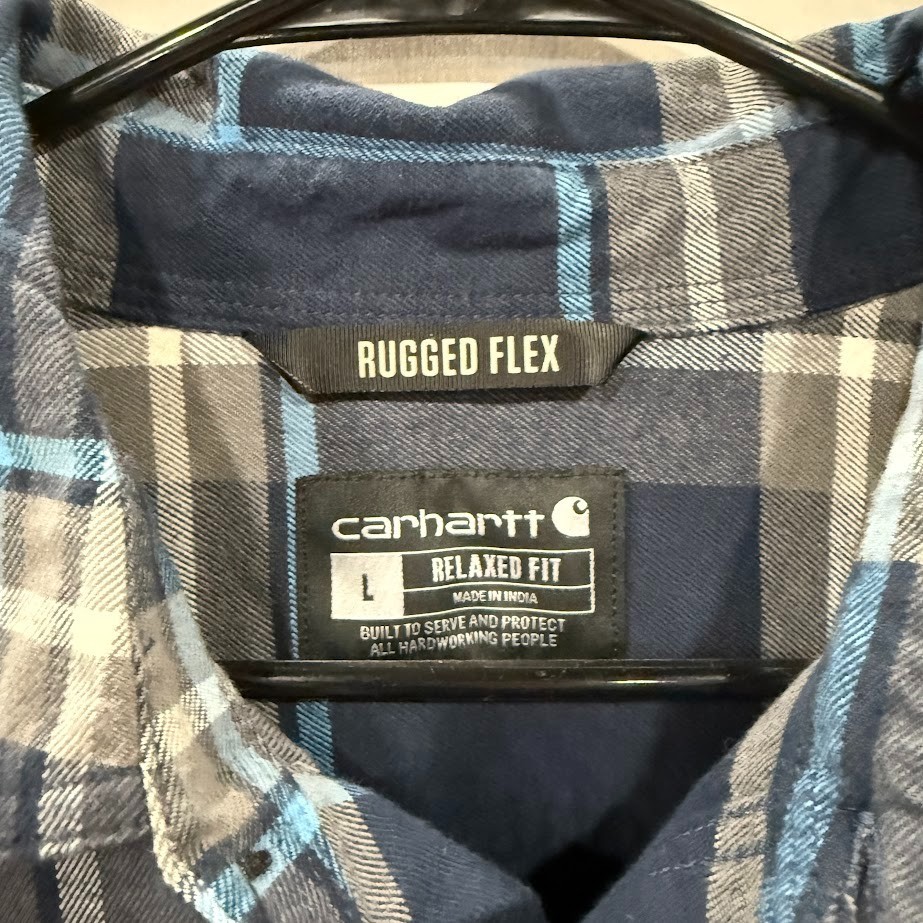 RUGGED FLEX
carhartt
L
RELAXED FIT
MADE IN INDIA
BUILT TO SERVE AND PROTECT
ALL HARDWORKING PEOPLE